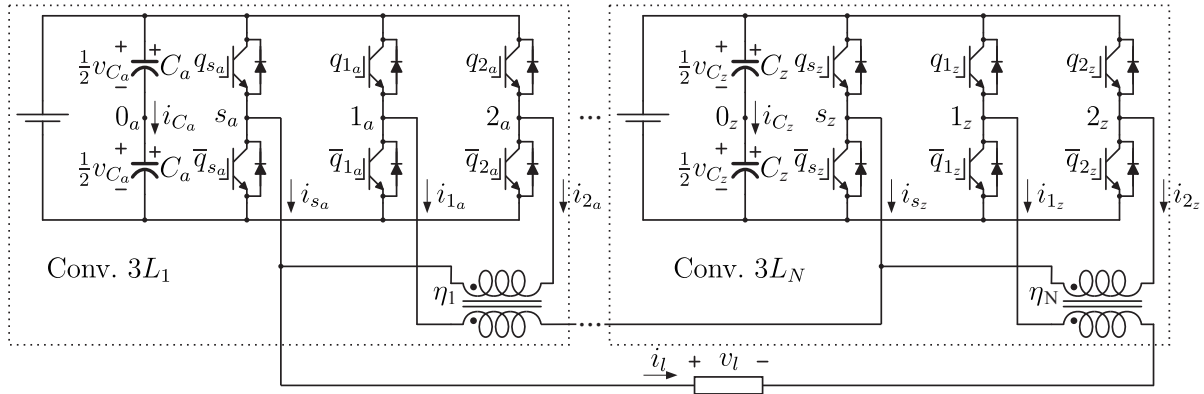 + ½v_{C_a} − + C_a q_{s_a} q_{1_a} q_{2_a}
0_a i_{C_a} s_a 1_a 2_a
+ ½v_{C_a} − + C_a q̅_{s_a} q̅_{1_a} q̅_{2_a}
i_{s_a} i_{1_a} i_{2_a}
Conv. 3L_1
η_1
...
+ ½v_{C_z} − + C_z q_{s_z} q_{1_z} q_{2_z}
0_z i_{C_z} s_z 1_z 2_z
+ ½v_{C_z} − + C_z q̅_{s_z} q̅_{1_z} q̅_{2_z}
i_{s_z} i_{1_z} i_{2_z}
Conv. 3L_N
η_N
...
i_l + v_l −